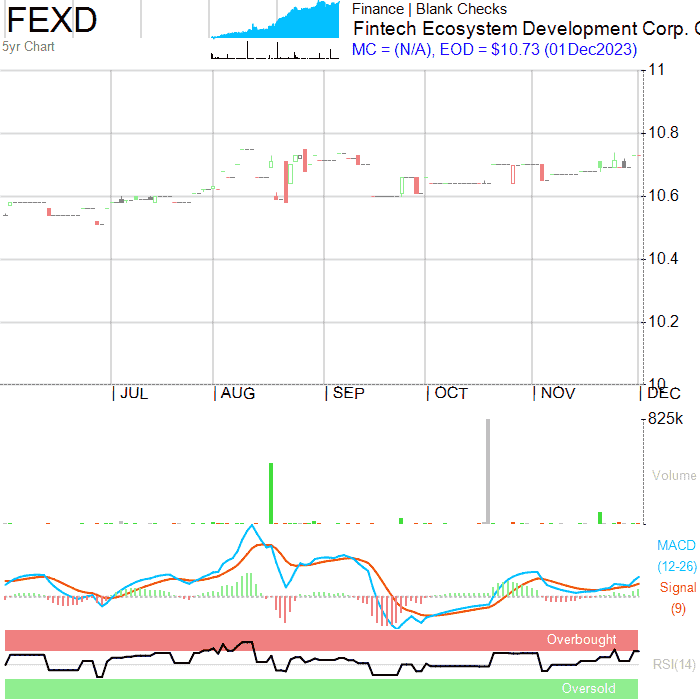 FEXD
5yr Chart
Finance | Blank Checks
Fintech Ecosystem Development Corp.
MC = (N/A), EOD = $10.73 (01Dec2023)
11
10.8
10.6
10.4
10.2
10
JUL
AUG
SEP
OCT
NOV
DEC
825k
Volume
MACD
(12-26)
Signal
(9)
Overbought
RSI(14)
Oversold